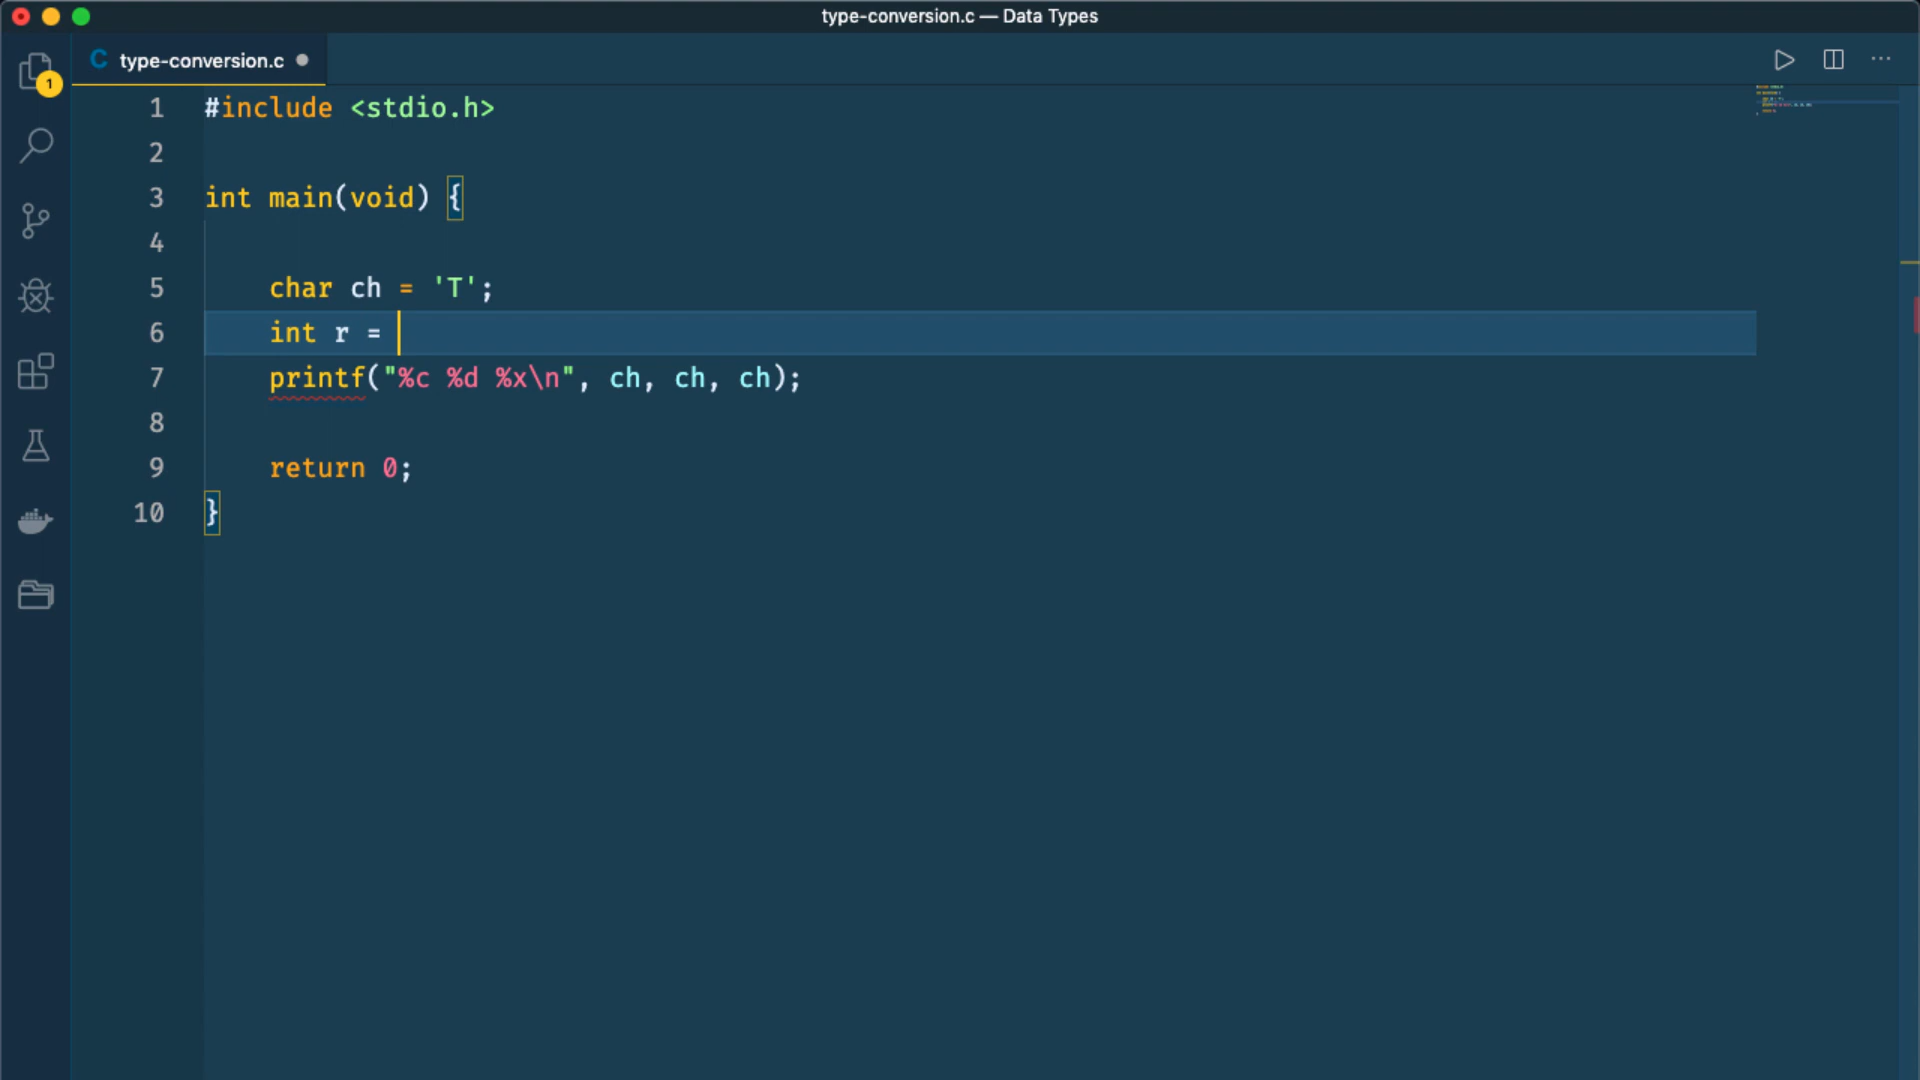 type-conversion.c — Data Types
1
C type-conversion.c
1 #include <stdio.h>
2
3 int main(void) {
4
5     char ch = 'T';
6     int r =
7     printf("%c %d %x\n", ch, ch, ch);
8
9     return 0;
10 }